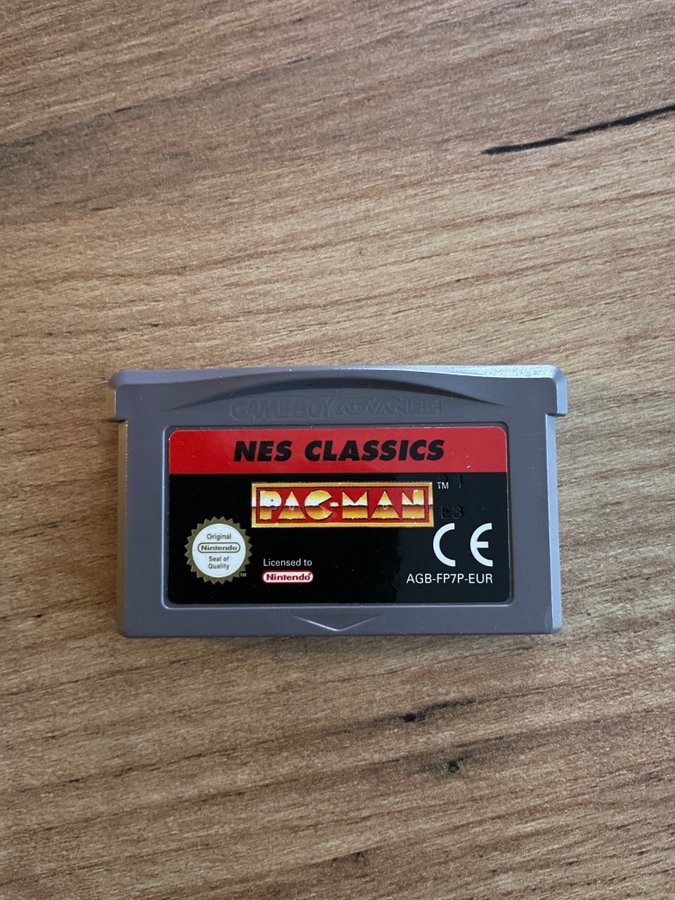 GAME BOY ADVANCE
NES CLASSICS
PAC-MAN TM
Original
Nintendo
Seal of
Quality
TM
Licensed to
Nintendo
CE
AGB-FP7P-EUR